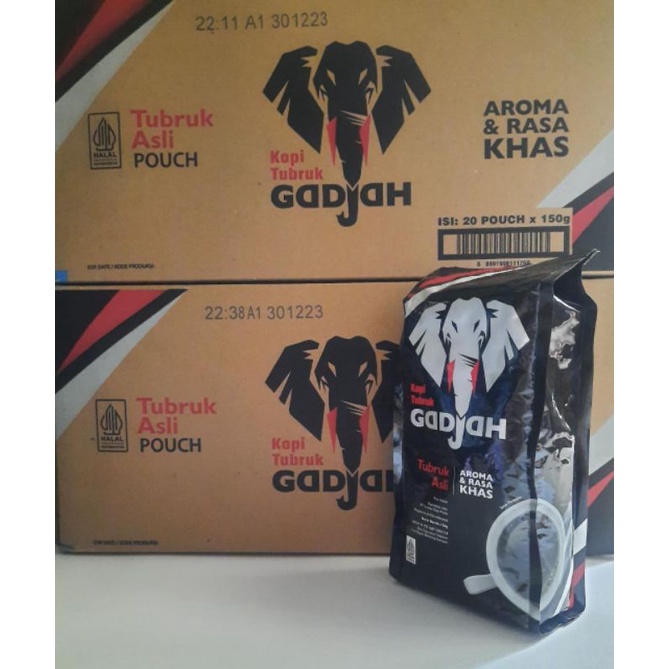 22:11 A1 301223
Tubruk
Asli
POUCH
HALAL
Kopi
Tubruk
GADJAH
AROMA
& RASA
KHAS
ISI: 20 POUCH x 150g
22:38 A1 301223
Tubruk
Asli
POUCH
HALAL
Kopi
Tubruk
Kopi
Tubruk
GADJAH
Tubruk
Asli
AROMA
& RASA
KHAS